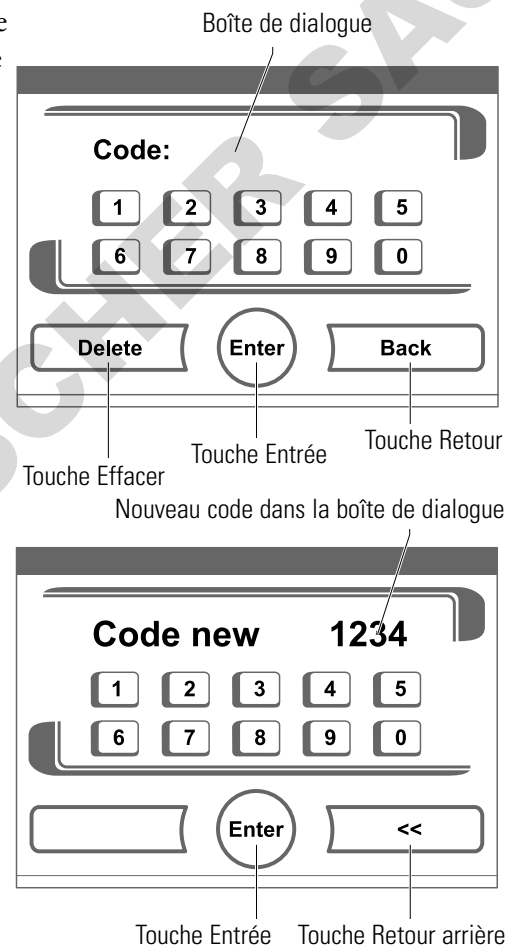 Boîte de dialogue
Code:
1 2 3 4 5
6 7 8 9 0
Delete Enter Back
Touche Effacer
Touche Entrée
Touche Retour
Nouveau code dans la boîte de dialogue
Code new 1234
1 2 3 4 5
6 7 8 9 0
Enter <<
Touche Entrée Touche Retour arrière